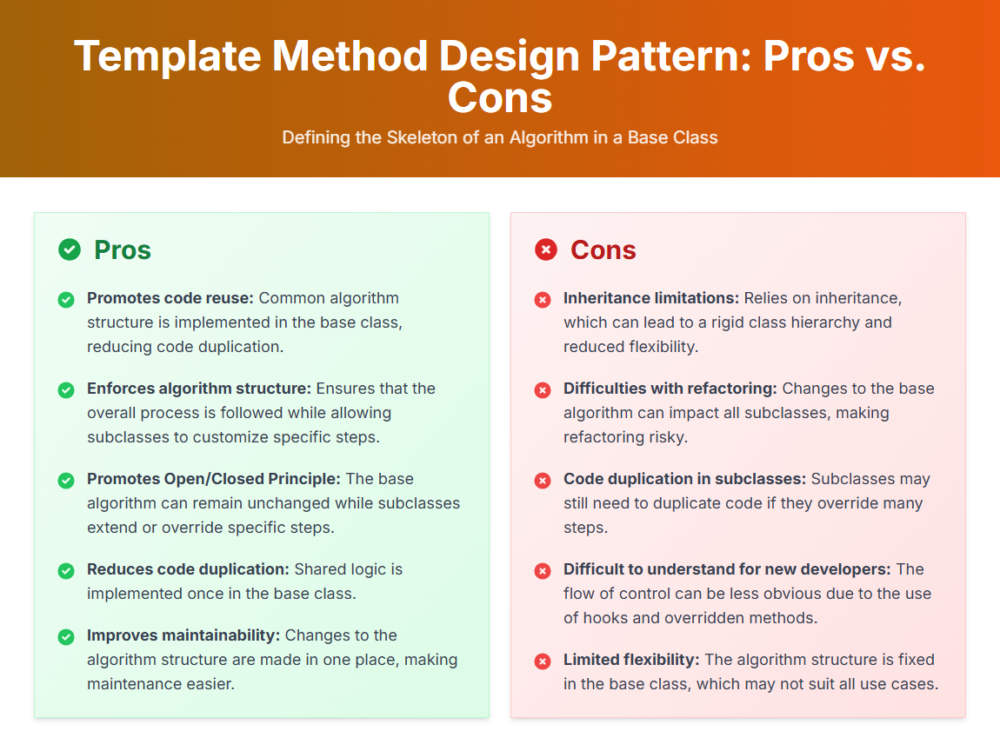 Template Method Design Pattern: Pros vs.
Cons
Defining the Skeleton of an Algorithm in a Base Class
Pros
Promotes code reuse: Common algorithm
structure is implemented in the base class,
reducing code duplication.
Enforces algorithm structure: Ensures that the
overall process is followed while allowing
subclasses to customize specific steps.
Promotes Open/Closed Principle: The base
algorithm can remain unchanged while subclasses
extend or override specific steps.
Reduces code duplication: Shared logic is
implemented once in the base class.
Improves maintainability: Changes to the
algorithm structure are made in one place, making
maintenance easier.
Cons
Inheritance limitations: Relies on inheritance,
which can lead to a rigid class hierarchy and
reduced flexibility.
Difficulties with refactoring: Changes to the base
algorithm can impact all subclasses, making
refactoring risky.
Code duplication in subclasses: Subclasses may
still need to duplicate code if they override many
steps.
Difficult to understand for new developers: The
flow of control can be less obvious due to the use
of hooks and overridden methods.
Limited flexibility: The algorithm structure is fixed
in the base class, which may not suit all use cases.